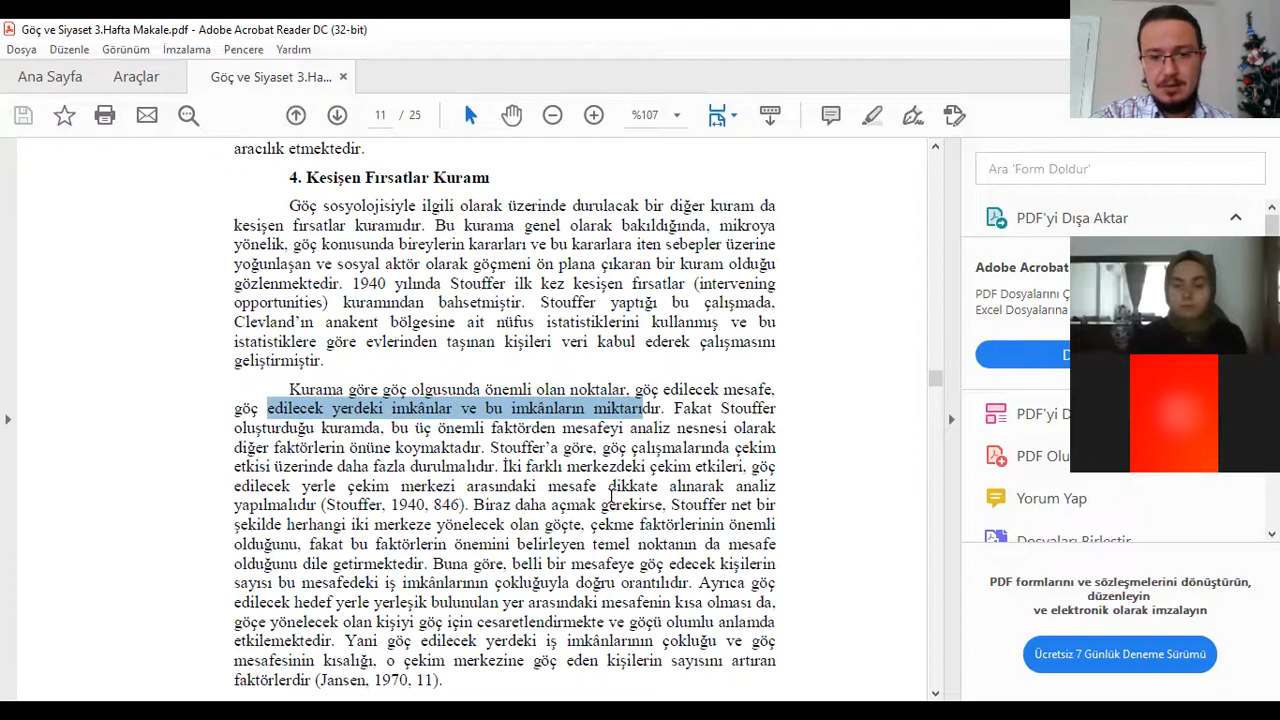 Göç ve Siyaset 3.Hafta Makale.pdf - Adobe Acrobat Reader DC (32-bit)
Dosya Düzenle Görünüm İmzalama Pencere Yardım
Ana Sayfa Araçlar Göç ve Siyaset 3.Ha...
11 / 25 %107
aracılık etmektedir.
4. Kesişen Fırsatlar Kuramı
Göç sosyolojisiyle ilgili olarak üzerinde durulacak bir diğer kuram da
kesişen fırsatlar kuramıdır. Bu kurama genel olarak bakıldığında, mikroya
yönelik, göç konusunda bireylerin kararları ve bu kararlara iten sebepler üzerine
yoğunlaşan ve sosyal aktör olarak göçmeni ön plana çıkaran bir kuram olduğu
gözlenmektedir. 1940 yılında Stouffer ilk kez kesişen fırsatlar (intervening
opportunities) kuramından bahsetmiştir. Stouffer yaptığı bu çalışmada,
Clevland'ın anakent bölgesine ait nüfus istatistiklerini kullanmış ve bu
istatistiklere göre evlerinden taşınan kişileri veri kabul ederek çalışmasını
geliştirmiştir.
Kurama göre göç olgusunda önemli olan noktalar, göç edilecek mesafe,
göç edilecek yerdeki imkânlar ve bu imkânların miktarıdır. Fakat Stouffer
oluşturduğu kuramda, bu üç önemli faktörden mesafeyi analiz nesnesi olarak
diğer faktörlerin önüne koymaktadır. Stouffer'a göre, göç çalışmalarında çekim
etkisi üzerinde daha fazla durulmalıdır. İki farklı merkezdeki çekim etkileri, göç
edilecek yerle çekim merkezi arasındaki mesafe dikkate alınarak analiz
yapılmalıdır (Stouffer, 1940, 846). Biraz daha açmak gerekirse, Stouffer net bir
şekilde herhangi iki merkeze yönelecek olan göçte, çekme faktörlerinin önemli
olduğunu, fakat bu faktörlerin önemini belirleyen temel noktanın da mesafe
olduğunu dile getirmektedir. Buna göre, belli bir mesafeye göç edecek kişilerin
sayısı bu mesafedeki iş imkânlarının çokluğuyla doğru orantılıdır. Ayrıca göç
edilecek hedef yerle yerleşik bulunulan yer arasındaki mesafenin kısa olması da,
göçe yönelecek olan kişiyi göç için cesaretlendirmekte ve göçü olumlu anlamda
etkilemektedir. Yani göç edilecek yerdeki iş imkânlarının çokluğu ve göç
mesafesinin kısalığı, o çekim merkezine göç eden kişilerin sayısını artıran
faktörlerdir (Jansen, 1970, 11).
Ara 'Form Doldur'
PDF'yi Dışa Aktar
Adobe Acrobat
PDF Dosyalarını Ç
Excel Dosyalarına
PDF'yi D
PDF Olu
Yorum Yap
Dosyaları Birleştir
PDF formlarını ve sözleşmelerini dönüştürün,
düzenleyin
ve elektronik olarak imzalayın
Ücretsiz 7 Günlük Deneme Sürümü